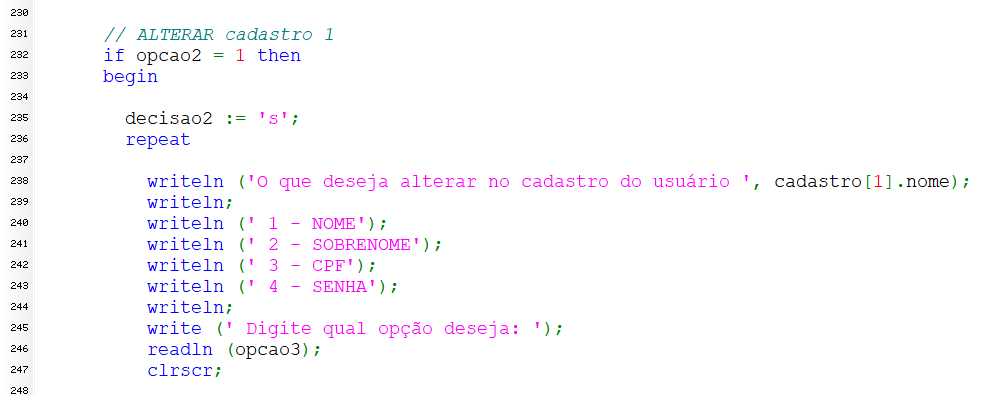 230
231 // ALTERAR cadastro 1
232 if opcao2 = 1 then
233 begin
234
235 decisao2 := 's';
236 repeat
237
238 writeln ('O que deseja alterar no cadastro do usuário ', cadastro[1].nome);
239 writeln;
240 writeln (' 1 - NOME');
241 writeln (' 2 - SOBRENOME');
242 writeln (' 3 - CPF');
243 writeln (' 4 - SENHA');
244 writeln;
245 write (' Digite qual opção deseja: ');
246 readln (opcao3);
247 clrscr;
248